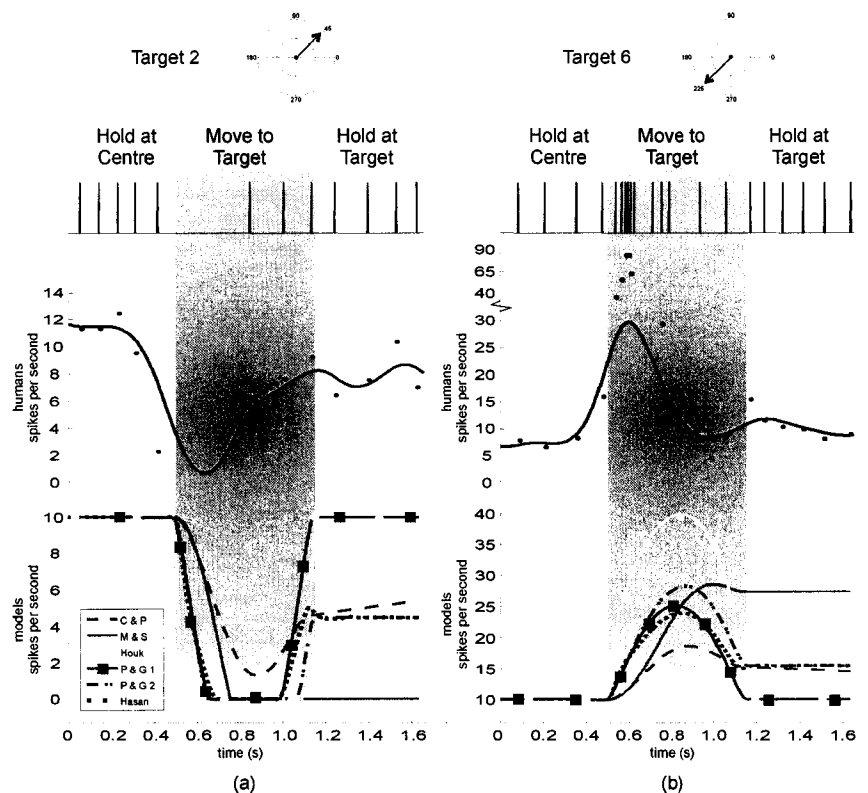 90
Target 2
45
180
0
270
Hold at Centre
Move to Target
Hold at Target
14
12
10
8
6
4
2
0
humans
spikes per second
10
8
6
4
2
0
models
spikes per second
C & P
M & S
Houk
P & G 1
P & G 2
Hasan
0
0.2
0.4
0.6
0.8
1.0
1.2
1.4
1.6
time (s)
(a)
90
Target 6
180
0
225
270
Hold at Centre
Move to Target
Hold at Target
90
65
40
30
25
20
15
10
5
0
humans
spikes per second
40
35
30
25
20
15
10
models
spikes per second
0
0.2
0.4
0.6
0.8
1.0
1.2
1.4
1.6
time (s)
(b)